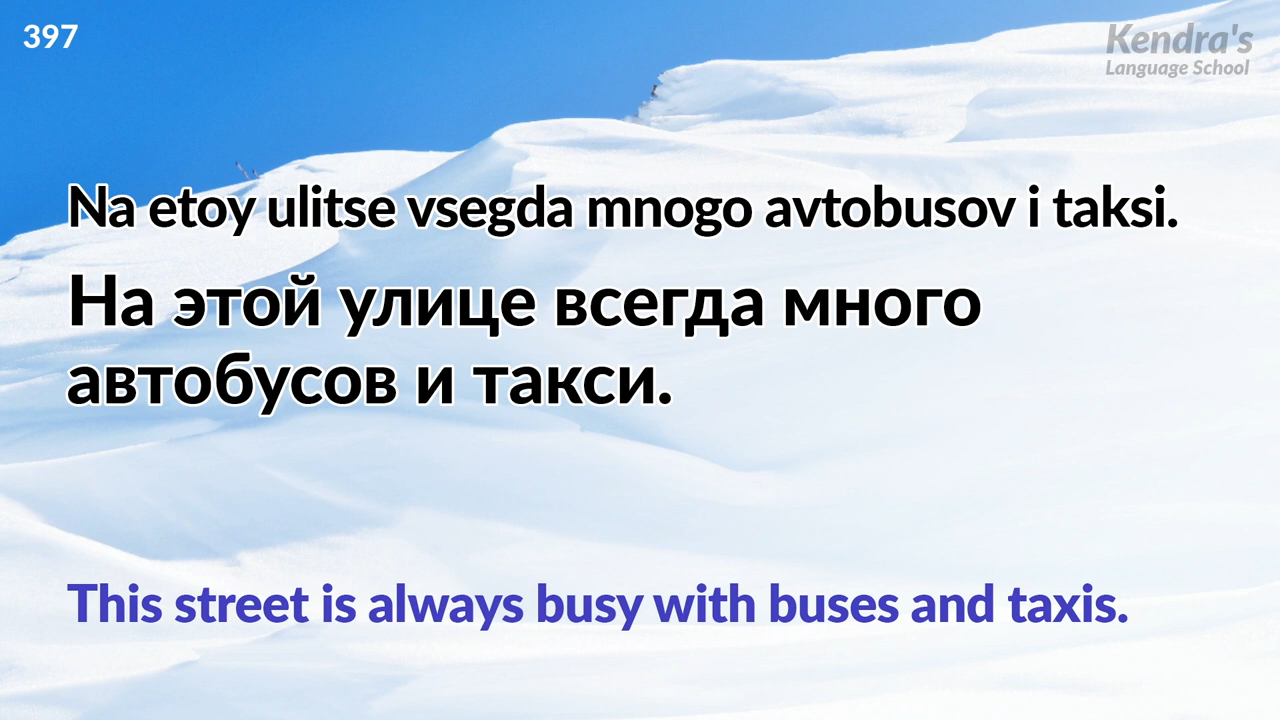 397
Kendra's
Language School
Na etoy ulitse vsegda mnogo avtobusov i taksi.
На этой улице всегда много
автобусов и такси.
This street is always busy with buses and taxis.